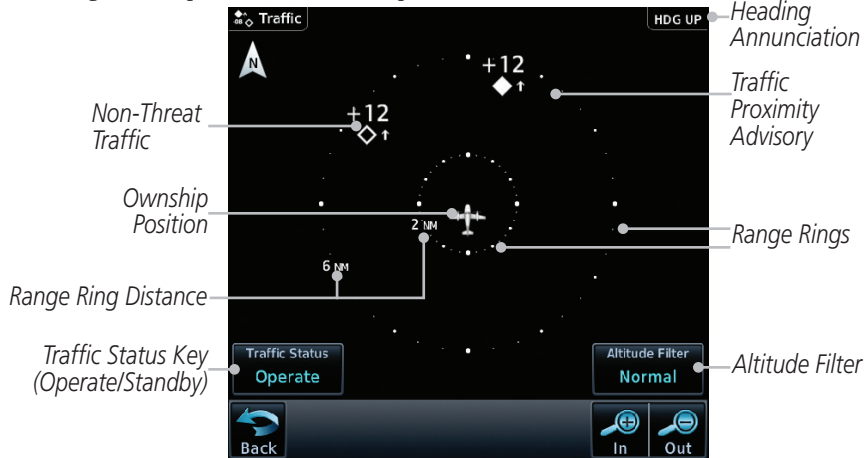 Traffic
HDG UP
Heading
Annunciation
N
+12
Traffic
Proximity
Advisory
Non-Threat
Traffic
+12
Ownship
Position
2 NM
Range Rings
6 NM
Range Ring Distance
Traffic Status Key
(Operate/Standby)
Traffic Status
Operate
Altitude Filter
Normal
Altitude Filter
Back
In
Out